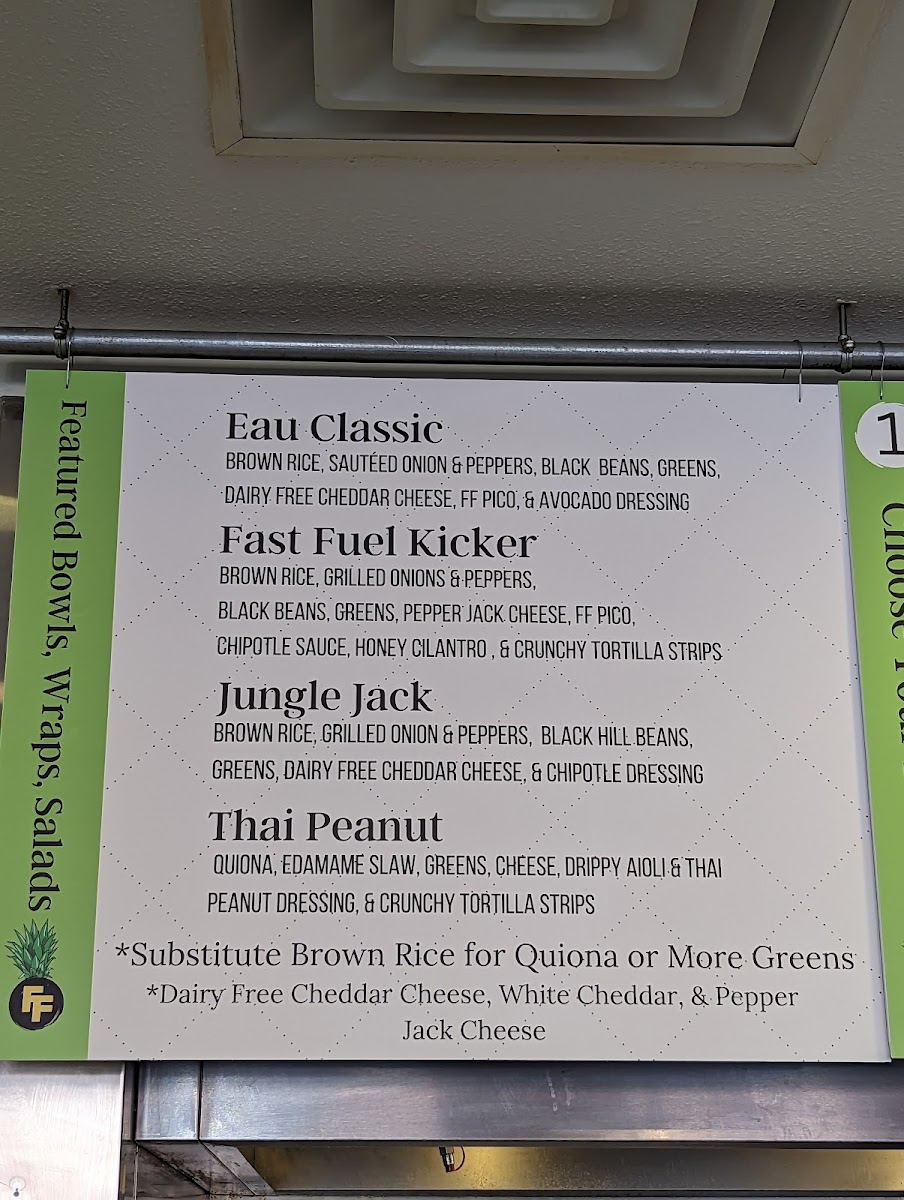 Featured Bowls, Wraps, Salads
FF
Eau Classic
BROWN RICE, SAUTÉED ONION & PEPPERS, BLACK BEANS, GREENS,
DAIRY FREE CHEDDAR CHEESE, FF PICO, & AVOCADO DRESSING
Fast Fuel Kicker
BROWN RICE, GRILLED ONIONS & PEPPERS,
BLACK BEANS, GREENS, PEPPER JACK CHEESE, FF PICO,
CHIPOTLE SAUCE, HONEY CILANTRO , & CRUNCHY TORTILLA STRIPS
Jungle Jack
BROWN RICE, GRILLED ONION & PEPPERS, BLACK HILL BEANS,
GREENS, DAIRY FREE CHEDDAR CHEESE, & CHIPOTLE DRESSING
Thai Peanut
QUIONA, EDAMAME SLAW, GREENS, CHEESE, DRIPPY AIOLI & THAI
PEANUT DRESSING, & CRUNCHY TORTILLA STRIPS
*Substitute Brown Rice for Quiona or More Greens
*Dairy Free Cheddar Cheese, White Cheddar, & Pepper
Jack Cheese
1
Choose